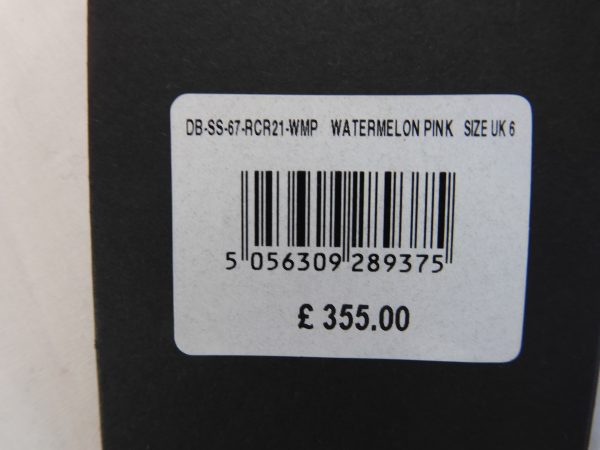 DB-SS-67-RCR21-WMP WATERMELON PINK SIZE UK 6
5 056309 289375
£ 355.00